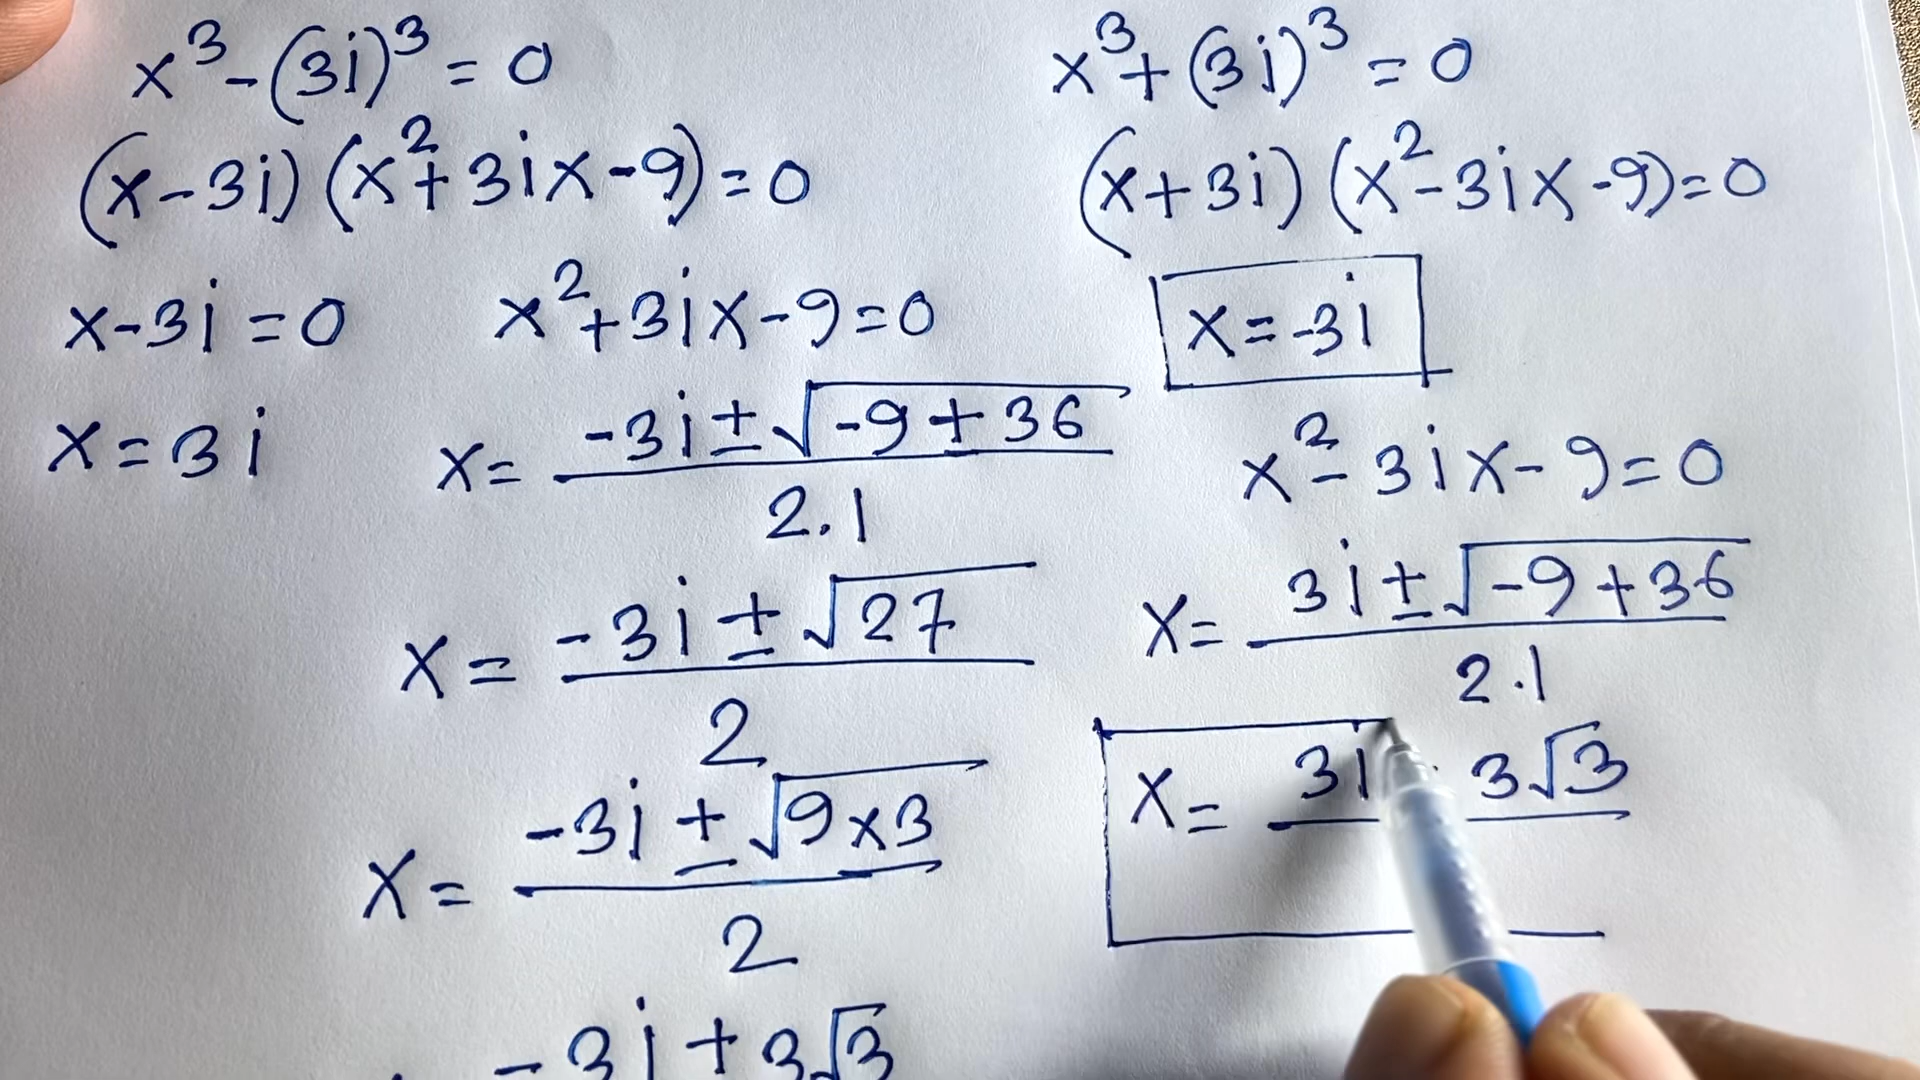 x³ - (3i)³ = 0
(x - 3i) (x² + 3ix - 9) = 0
x - 3i = 0
x² + 3ix - 9 = 0
x = 3i
x = (-3i ± √(-9 + 36)) / 2.1
x = (-3i ± √27) / 2
x = (-3i ± √(9 × 3)) / 2
-3i + 3√3
x³ + (3i)³ = 0
(x + 3i) (x² - 3ix - 9) = 0
x = -3i
x² - 3ix - 9 = 0
x = (3i ± √(-9 + 36)) / 2.1
x = 3i 3√3